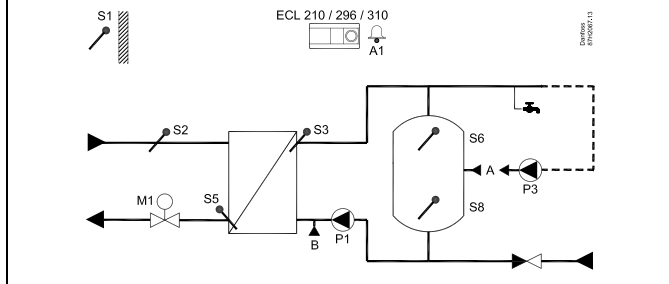 S1
ECL 210 / 296 / 310
A1
Danfoss
87H2067.13
S2
S3
S6
A
P3
M1
S5
S8
B
P1